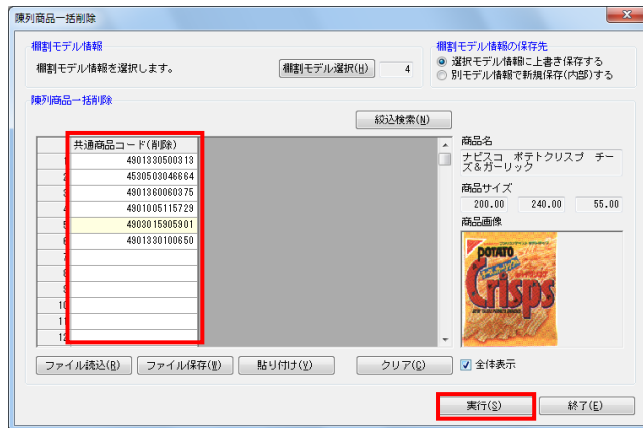 陳列商品一括削除
棚割モデル情報
棚割モデル情報を選択します。
棚割モデル選択(H)
4
棚割モデル情報の保存先
選択モデル情報に上書き保存する
別モデル情報で新規保存(内部)する
陳列商品一括削除
絞込検索(N)
共通商品コード(削除)
1 4901330500313
2 4530503046664
3 4901360060375
4 4901005115729
5 4903015905901
6 4901330100650
7
8
9
10
11
12
商品名
ナビスコ ポテトクリスプ チー
ズ&ガーリック
商品サイズ
200.00 240.00 55.00
商品画像
POTATO
Crisps
ファイル読込(R)
ファイル保存(W)
貼り付け(V)
クリア(C)
全体表示
実行(S)
終了(E)